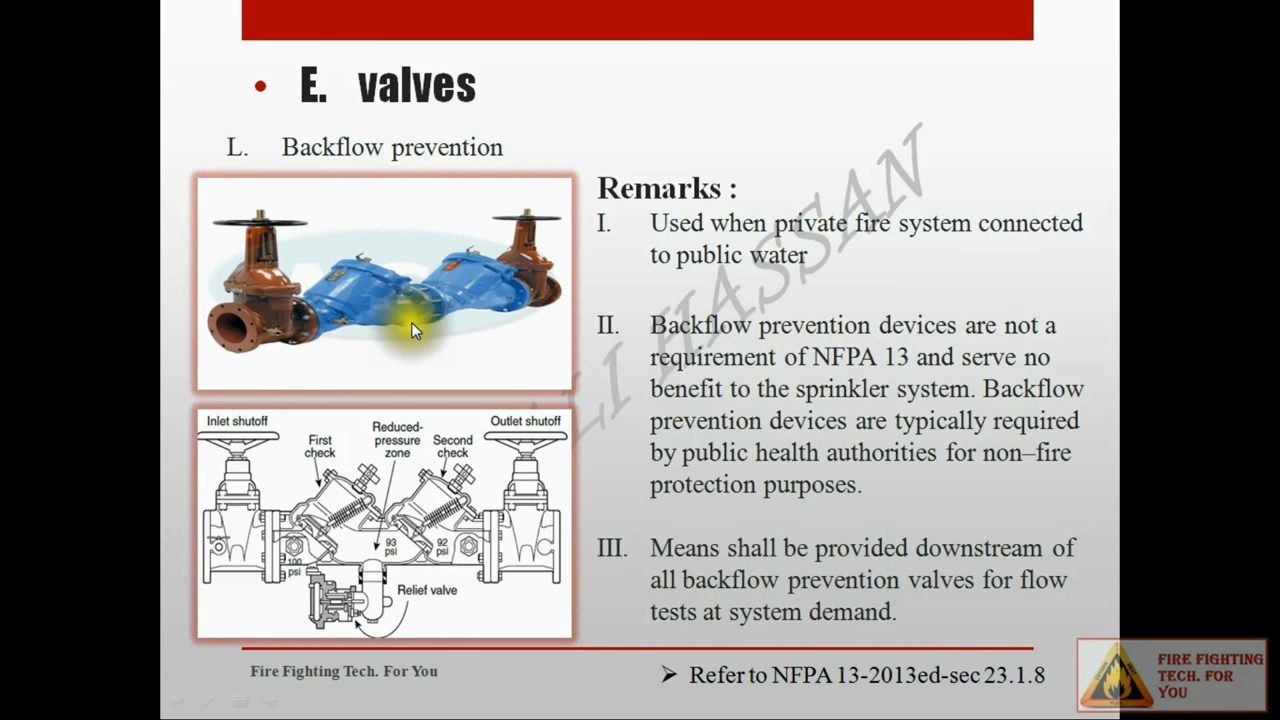 • E. valves
L. Backflow prevention
Remarks :
I. Used when private fire system connected
to public water
II. Backflow prevention devices are not a
requirement of NFPA 13 and serve no
benefit to the sprinkler system. Backflow
prevention devices are typically required
by public health authorities for non–fire
protection purposes.
III. Means shall be provided downstream of
all backflow prevention valves for flow
tests at system demand.
Inlet shutoff
First
check
Reduced-
pressure
zone
Second
check
Outlet shutoff
100
psi
93
psi
92
psi
Relief valve
ALI HASSAN
Fire Fighting Tech. For You
➢ Refer to NFPA 13-2013ed-sec 23.1.8
FIRE FIGHTING
TECH. FOR
YOU